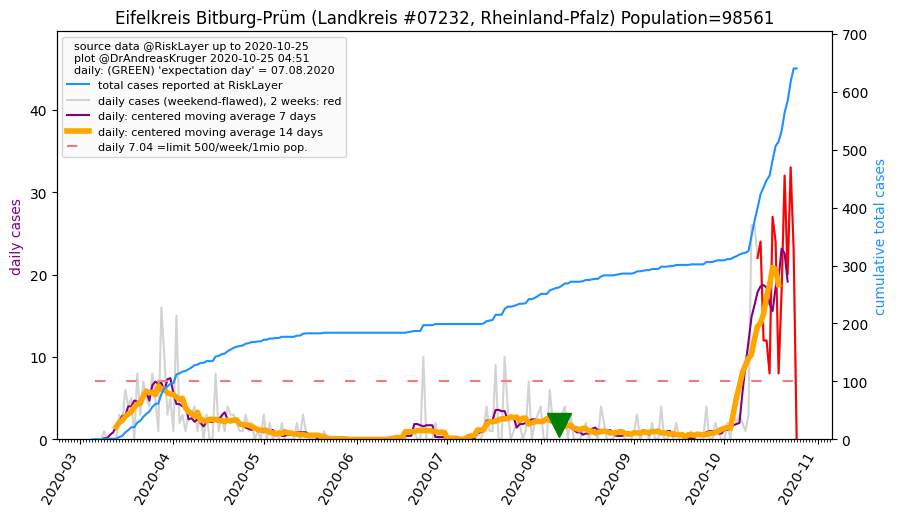 Eifelkreis Bitburg-Prüm (Landkreis #07232, Rheinland-Pfalz) Population=98561
source data @RiskLayer up to 2020-10-25
plot @DrAndreasKruger 2020-10-25 04:51
daily: (GREEN) 'expectation day' = 07.08.2020
total cases reported at RiskLayer
daily cases (weekend-flawed), 2 weeks: red
daily: centered moving average 7 days
daily: centered moving average 14 days
daily 7.04 =limit 500/week/1mio pop.
daily cases
40
30
20
10
0
700
600
500
400
300
200
100
0
cumulative total cases
2020-03
2020-04
2020-05
2020-06
2020-07
2020-08
2020-09
2020-10
2020-11